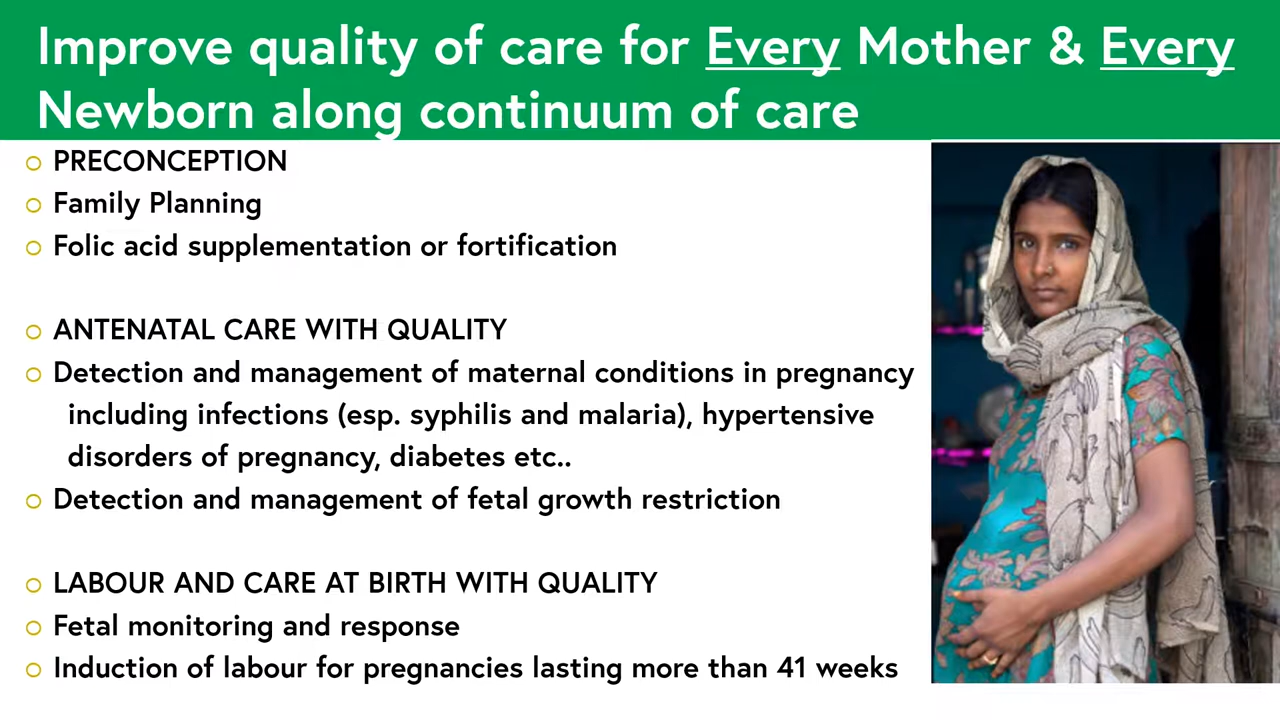 Improve quality of care for Every Mother & Every
Newborn along continuum of care
PRECONCEPTION
Family Planning
Folic acid supplementation or fortification
ANTENATAL CARE WITH QUALITY
Detection and management of maternal conditions in pregnancy
including infections (esp. syphilis and malaria), hypertensive
disorders of pregnancy, diabetes etc..
Detection and management of fetal growth restriction
LABOUR AND CARE AT BIRTH WITH QUALITY
Fetal monitoring and response
Induction of labour for pregnancies lasting more than 41 weeks